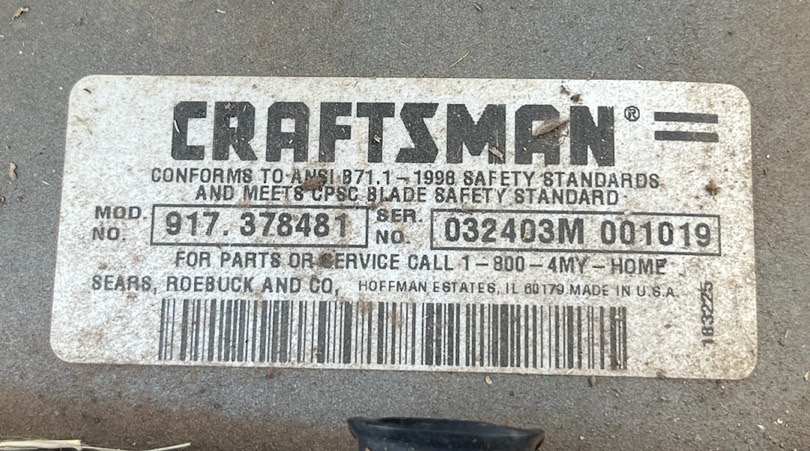 CRAFTSMAN®
CONFORMS TO ANSI B71.1-1996 SAFETY STANDARDS
AND MEETS CPSC BLADE SAFETY STANDARD
MOD. NO. 917. 378481 SER. NO. 032403M 001019
FOR PARTS OR SERVICE CALL 1-800-4MY-HOME
SEARS, ROEBUCK AND CO, HOFFMAN ESTATES, IL 60179 MADE IN U.S.A.
183225